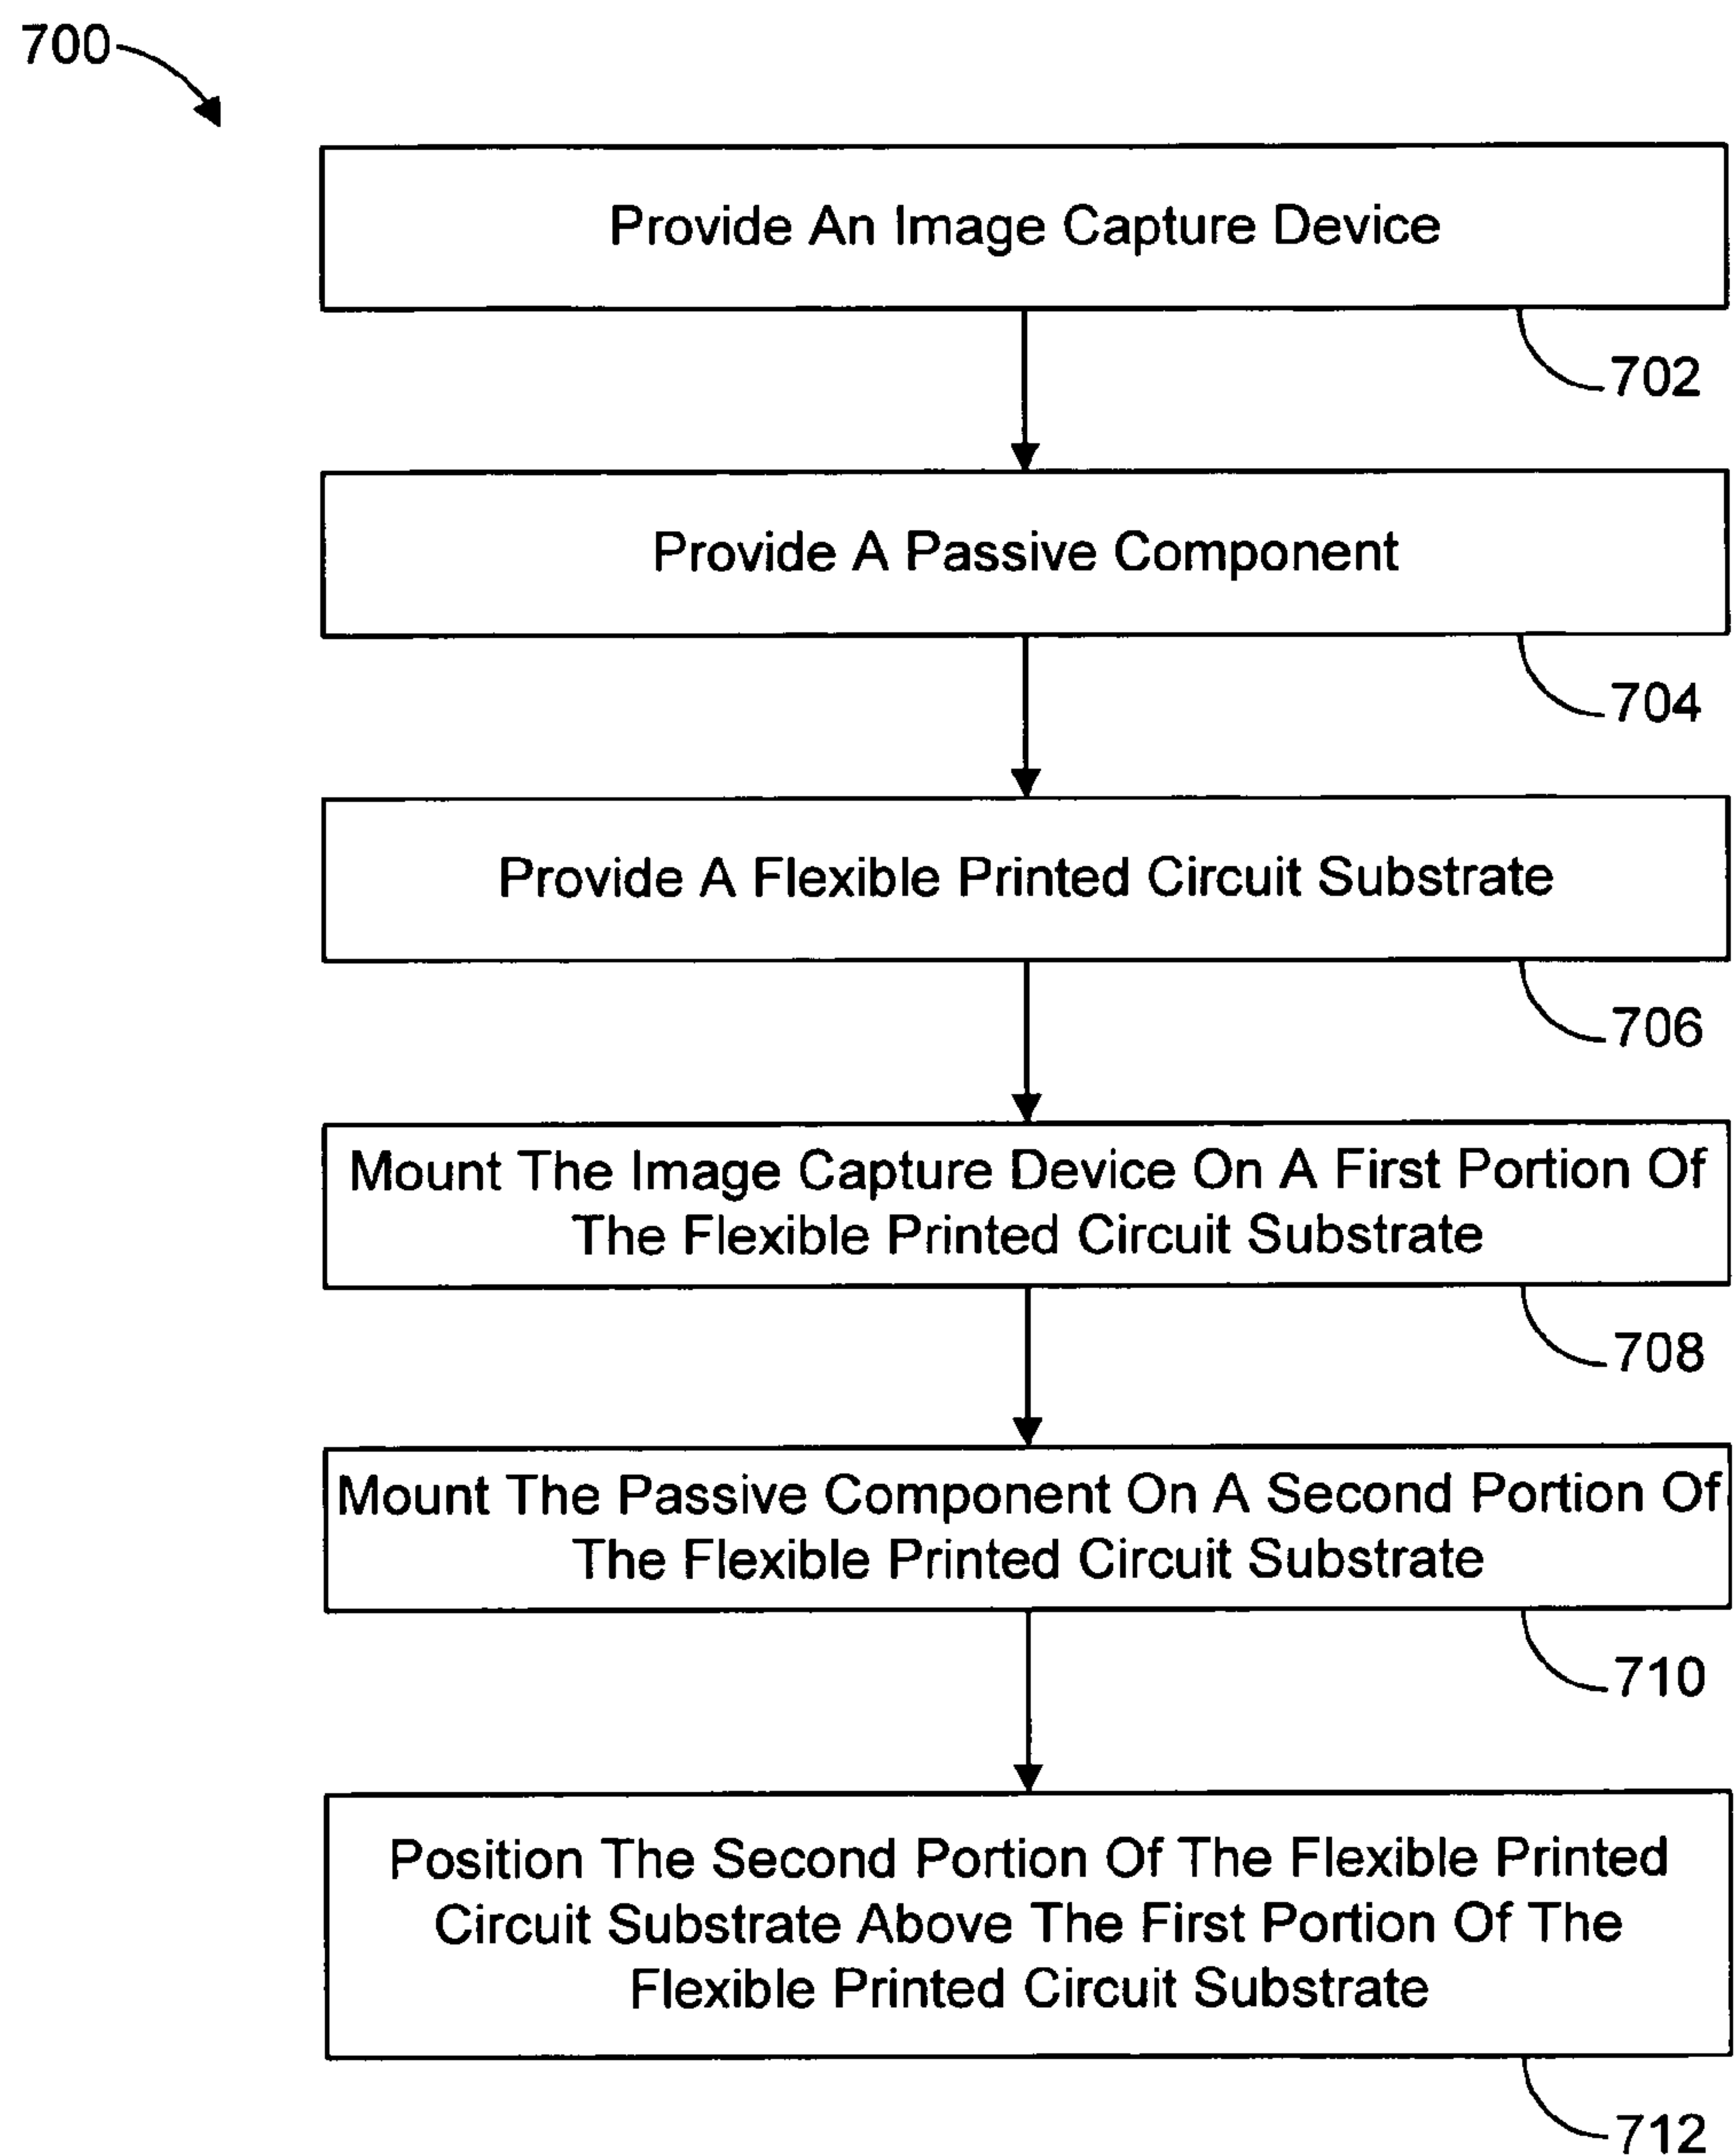 700
Provide An Image Capture Device
702
Provide A Passive Component
704
Provide A Flexible Printed Circuit Substrate
706
Mount The Image Capture Device On A First Portion Of
The Flexible Printed Circuit Substrate
708
Mount The Passive Component On A Second Portion Of
The Flexible Printed Circuit Substrate
710
Position The Second Portion Of The Flexible Printed
Circuit Substrate Above The First Portion Of The
Flexible Printed Circuit Substrate
712